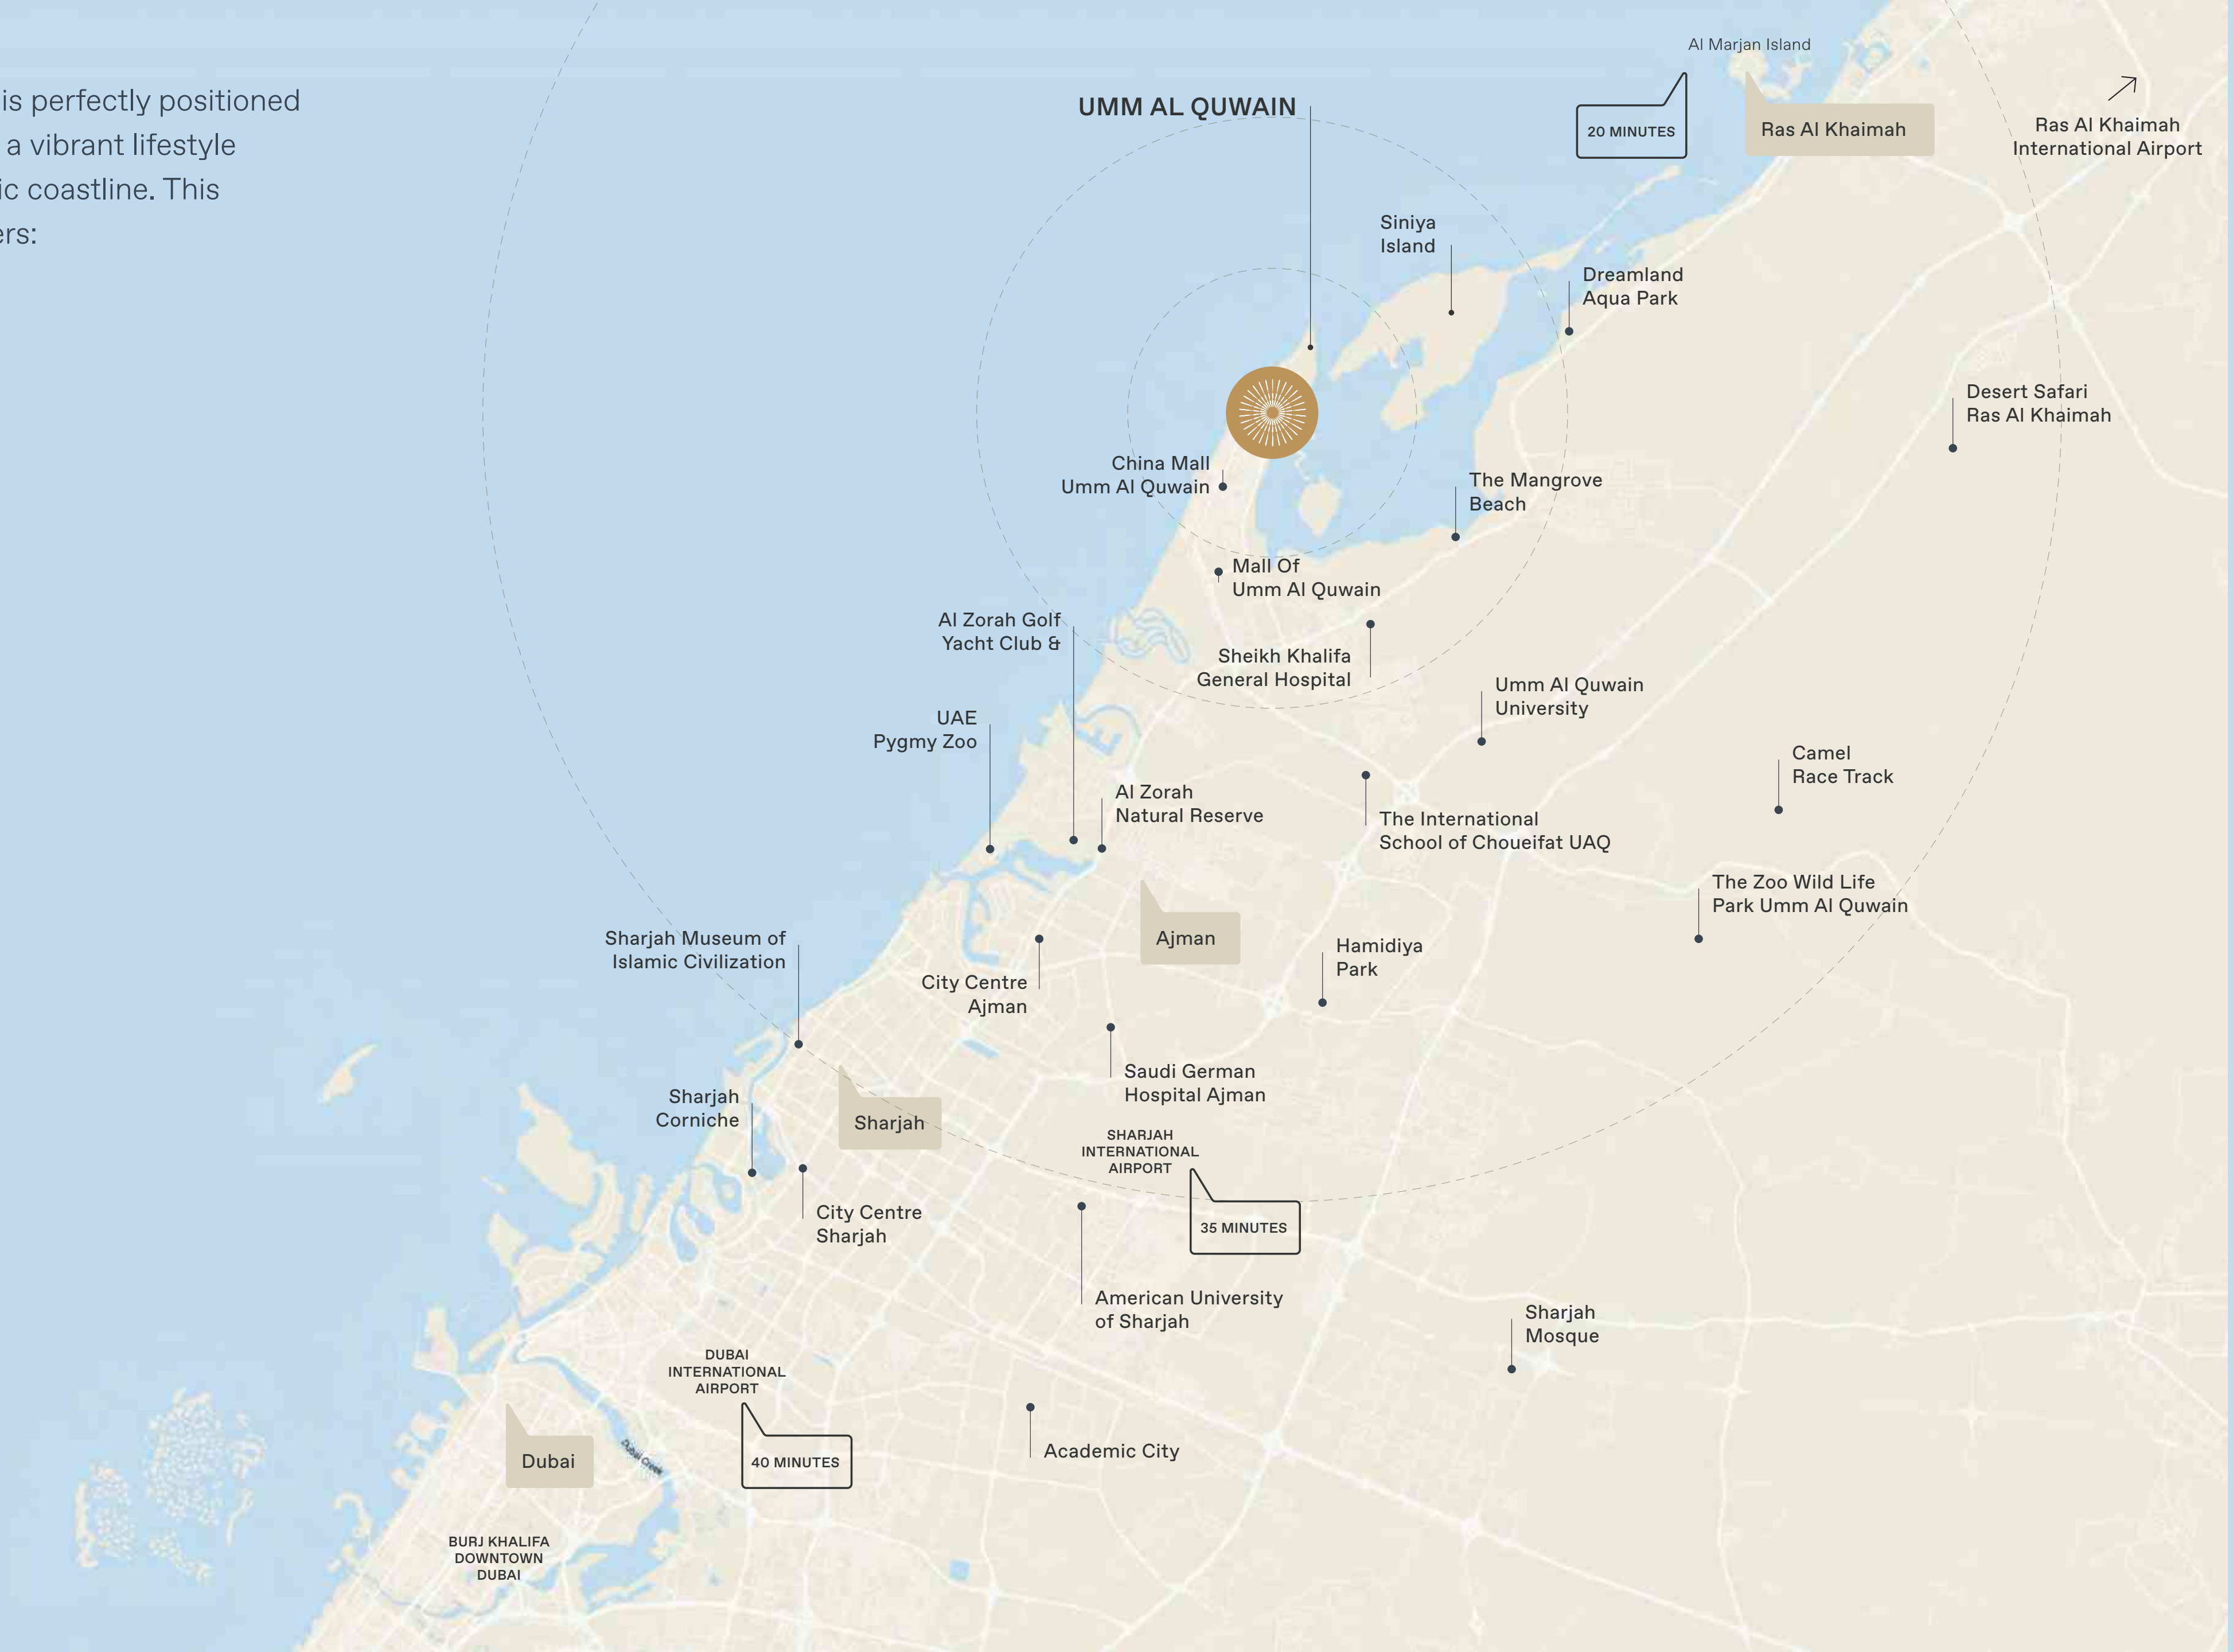 is perfectly positioned
a vibrant lifestyle
ic coastline. This
ers:
Al Marjan Island
UMM AL QUWAIN
20 MINUTES
Ras Al Khaimah
Ras Al Khaimah
International Airport
Siniya
Island
Dreamland
Aqua Park
Desert Safari
Ras Al Khaimah
China Mall
Umm Al Quwain
The Mangrove
Beach
Mall Of
Umm Al Quwain
Al Zorah Golf
Yacht Club &
Sheikh Khalifa
General Hospital
Umm Al Quwain
University
UAE
Pygmy Zoo
Camel
Race Track
Al Zorah
Natural Reserve
The International
School of Choueifat UAQ
The Zoo Wild Life
Park Umm Al Quwain
Sharjah Museum of
Islamic Civilization
Ajman
Hamidiya
Park
City Centre
Ajman
Saudi German
Hospital Ajman
Sharjah
Corniche
Sharjah
SHARJAH
INTERNATIONAL
AIRPORT
35 MINUTES
City Centre
Sharjah
American University
of Sharjah
Sharjah
Mosque
DUBAI
INTERNATIONAL
AIRPORT
40 MINUTES
Dubai
Dubai Creek
Academic City
BURJ KHALIFA
DOWNTOWN
DUBAI